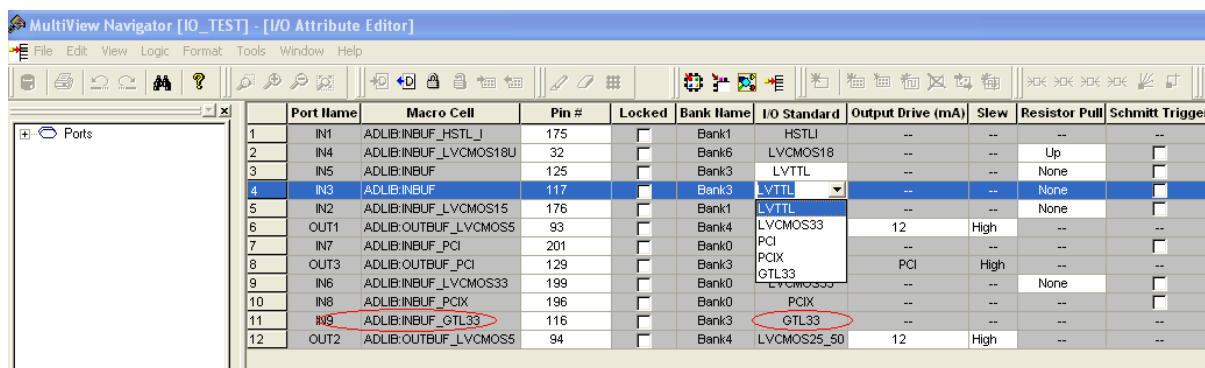 MultiView Navigator [IO_TEST] - [I/O Attribute Editor]
File Edit View Logic Format Tools Window Help
Ports
Port Name Macro Cell Pin # Locked Bank Name I/O Standard Output Drive (mA) Slew Resistor Pull Schmitt Trigge
1 IN1 ADLIB:INBUF_HSTL_I 175 Bank1 HSTLI -- -- -- --
2 IN4 ADLIB:INBUF_LVCMOS18U 32 Bank6 LVCMOS18 -- -- Up
3 IN5 ADLIB:INBUF 125 Bank3 LVTTL -- -- None
4 IN3 ADLIB:INBUF 117 Bank3 LVTTL -- -- None
5 IN2 ADLIB:INBUF_LVCMOS15 176 Bank1 LVTTL -- -- None
6 OUT1 ADLIB:OUTBUF_LVCMOS5 93 Bank4 LVCMOS33 12 High -- --
7 IN7 ADLIB:INBUF_PCI 201 Bank0 PCI -- -- --
8 OUT3 ADLIB:OUTBUF_PCI 129 Bank3 PCIX PCI High -- --
GTL33
9 IN6 ADLIB:INBUF_LVCMOS33 199 Bank0 LVCMOS33 -- -- None
10 IN8 ADLIB:INBUF_PCIX 196 Bank0 PCIX -- -- --
11 IN9 ADLIB:INBUF_GTL33 116 Bank3 GTL33 -- -- -- --
12 OUT2 ADLIB:OUTBUF_LVCMOS5 94 Bank4 LVCMOS25_50 12 High -- --